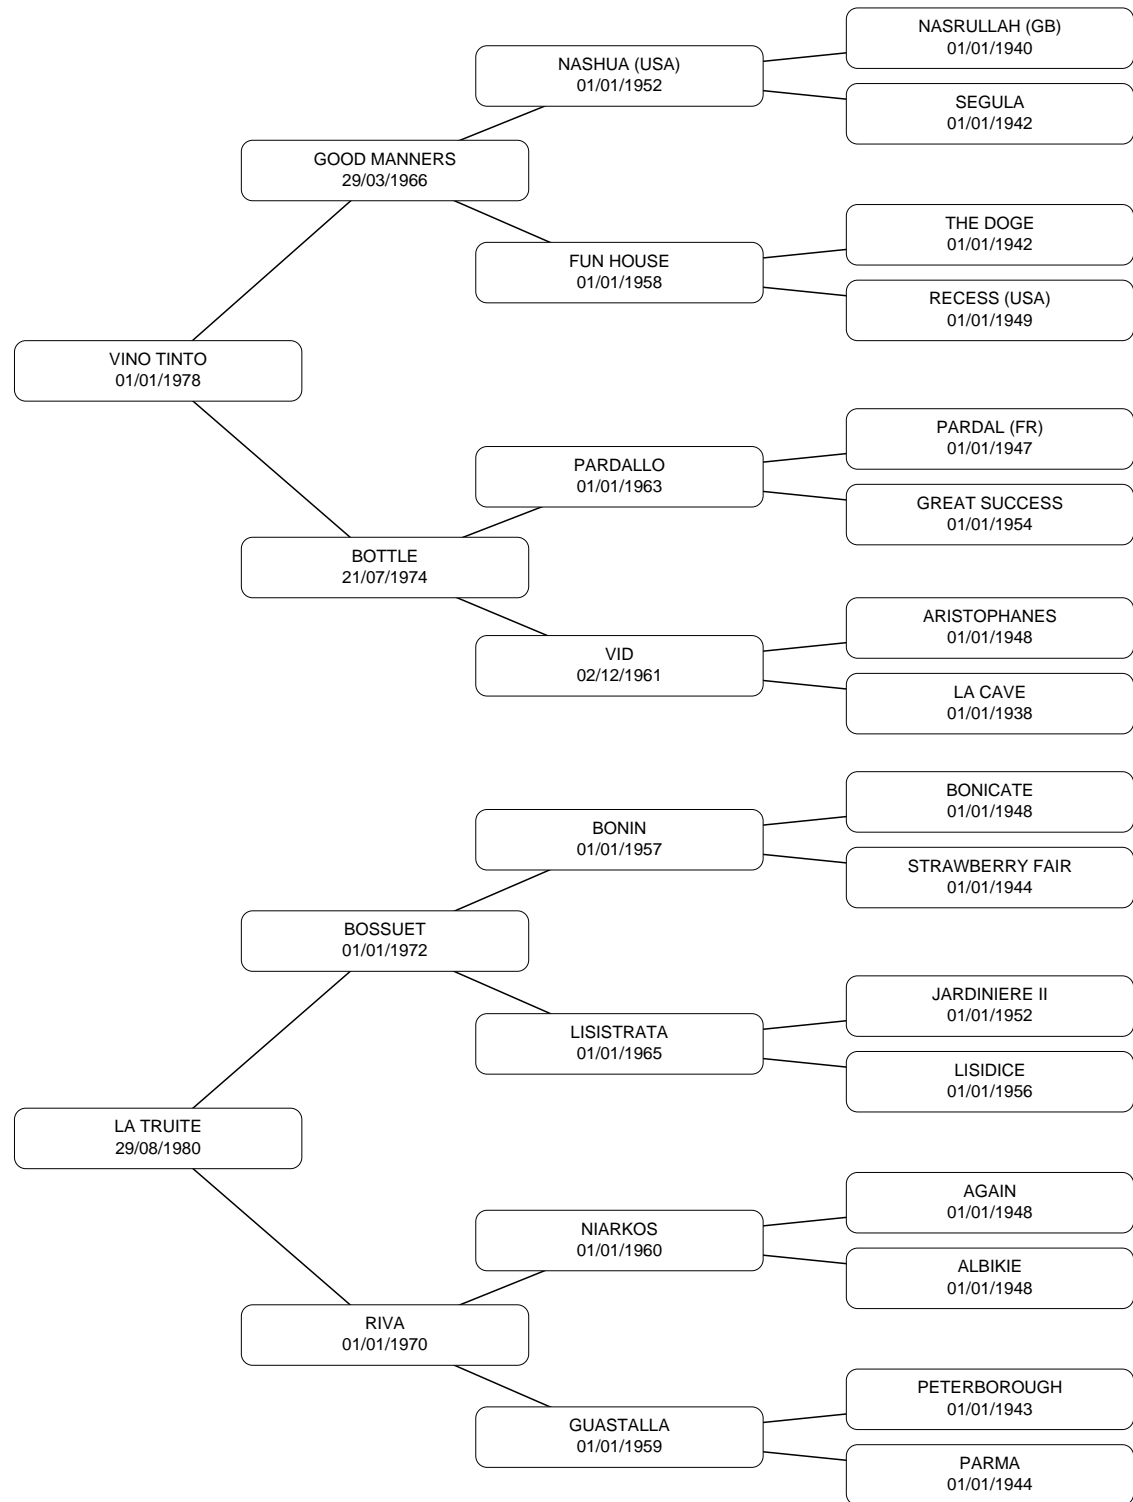 NASRULLAH (GB)
01/01/1940
NASHUA (USA)
01/01/1952
SEGULA
01/01/1942
GOOD MANNERS
29/03/1966
THE DOGE
01/01/1942
FUN HOUSE
01/01/1958
RECESS (USA)
01/01/1949
VINO TINTO
01/01/1978
PARDAL (FR)
01/01/1947
PARDALLO
01/01/1963
GREAT SUCCESS
01/01/1954
BOTTLE
21/07/1974
ARISTOPHANES
01/01/1948
VID
02/12/1961
LA CAVE
01/01/1938
BONICATE
01/01/1948
BONIN
01/01/1957
STRAWBERRY FAIR
01/01/1944
BOSSUET
01/01/1972
JARDINIERE II
01/01/1952
LISISTRATA
01/01/1965
LISIDICE
01/01/1956
LA TRUITE
29/08/1980
AGAIN
01/01/1948
NIARKOS
01/01/1960
ALBIKIE
01/01/1948
RIVA
01/01/1970
PETERBOROUGH
01/01/1943
GUASTALLA
01/01/1959
PARMA
01/01/1944